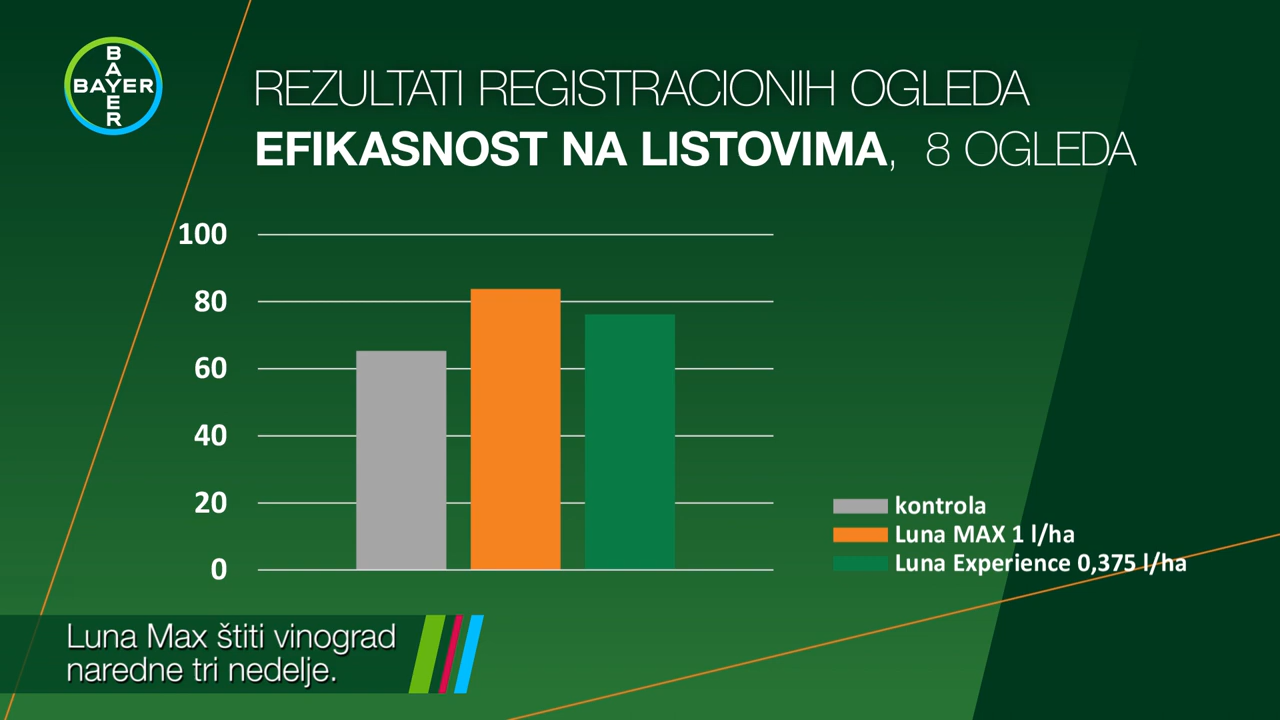 BAYER
BAYER
REZULTATI REGISTRACIONIH OGLEDA
EFIKASNOST NA LISTOVIMA, 8 OGLEDA
100
80
60
40
20
0
kontrola
Luna MAX 1 l/ha
Luna Experience 0,375 l/ha
Luna Max štiti vinograd
naredne tri nedelje.